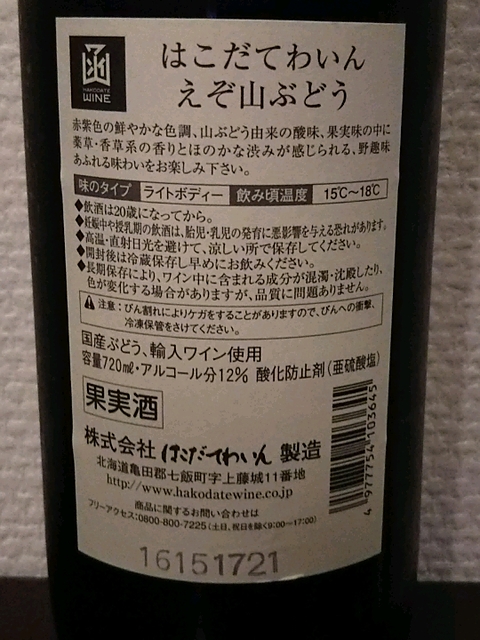 函
HAKODATE
WINE
はこだてわいん
えぞ山ぶどう
赤紫色の鮮やかな色調、山ぶどう由来の酸味、果実味の中に
薬草・香草系の香りとほのかな渋みが感じられる、野趣味
あふれる味わいをお楽しみ下さい。
味のタイプ ライトボディー 飲み頃温度 15℃～18℃
◆飲酒は20歳になってから。
◆妊娠中や授乳期の飲酒は、胎児・乳児の発育に悪影響を与える恐れがあります。
◆高温・直射日光を避けて、涼しい所で保存してください。
◆開封後は冷蔵保存し早めにお飲みください。
◆長期保存により、ワイン中に含まれる成分が混濁・沈殿したり、
色が変化する場合がありますが、品質に問題ありません。
注意：びん割れによりケガをすることがありますので、びんへの衝撃、
冷凍保管をさけてください。
国産ぶどう、輸入ワイン使用
容量720mℓ・アルコール分12% 酸化防止剤(亜硫酸塩)
果実酒
株式会社 はこだてわいん 製造
北海道亀田郡七飯町字上藤城11番地
http://www.hakodatewine.co.jp
商品に関するお問い合わせは
フリーアクセス:0800-800-7225(土日、祝日を除く9:00～17:00)
4 977754 103645
16151721